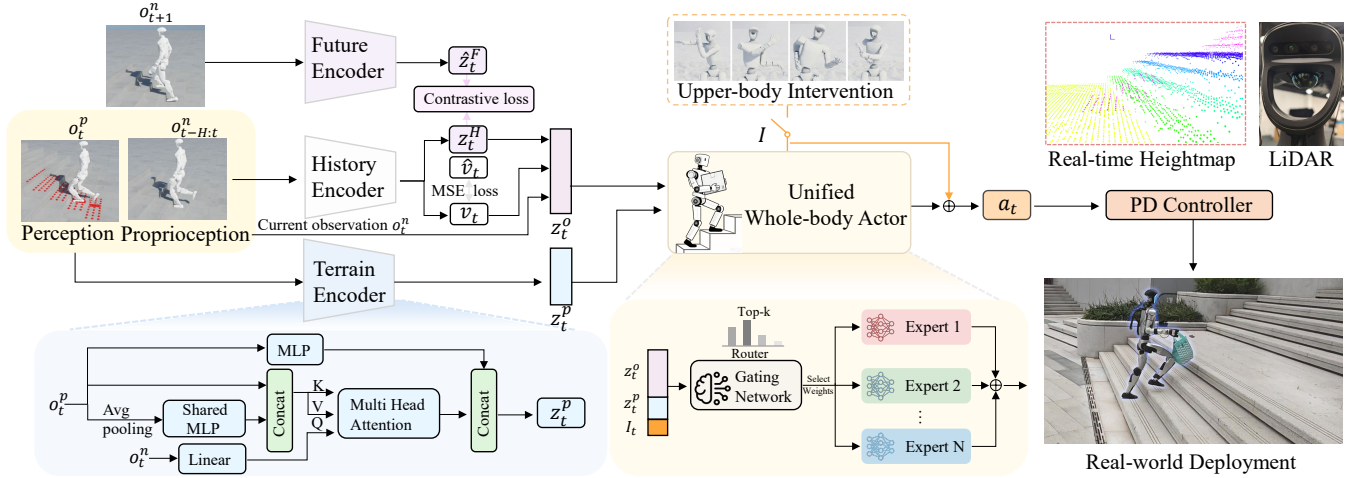 o^n_{t+1}
Future
Encoder
ẑ^F_t
Contrastive loss
o^p_t
o^n_{t-H:t}
Perception
Proprioception
History
Encoder
z^H_t
v̂_t
MSE loss
v_t
Current observation o^n_t
z^o_t
Terrain
Encoder
z^p_t
Upper-body Intervention
I
Unified
Whole-body Actor
⊕
a_t
PD Controller
Real-time Heightmap
LiDAR
Real-world Deployment
o^p_t
MLP
Avg
pooling
Shared
MLP
Concat
o^n_t
Linear
K
V
Q
Multi Head
Attention
Concat
z^p_t
z^o_t
z^p_t
I_t
Top-k
Router
Gating
Network
Select
Weights
Expert 1
Expert 2
⋮
Expert N
⊕